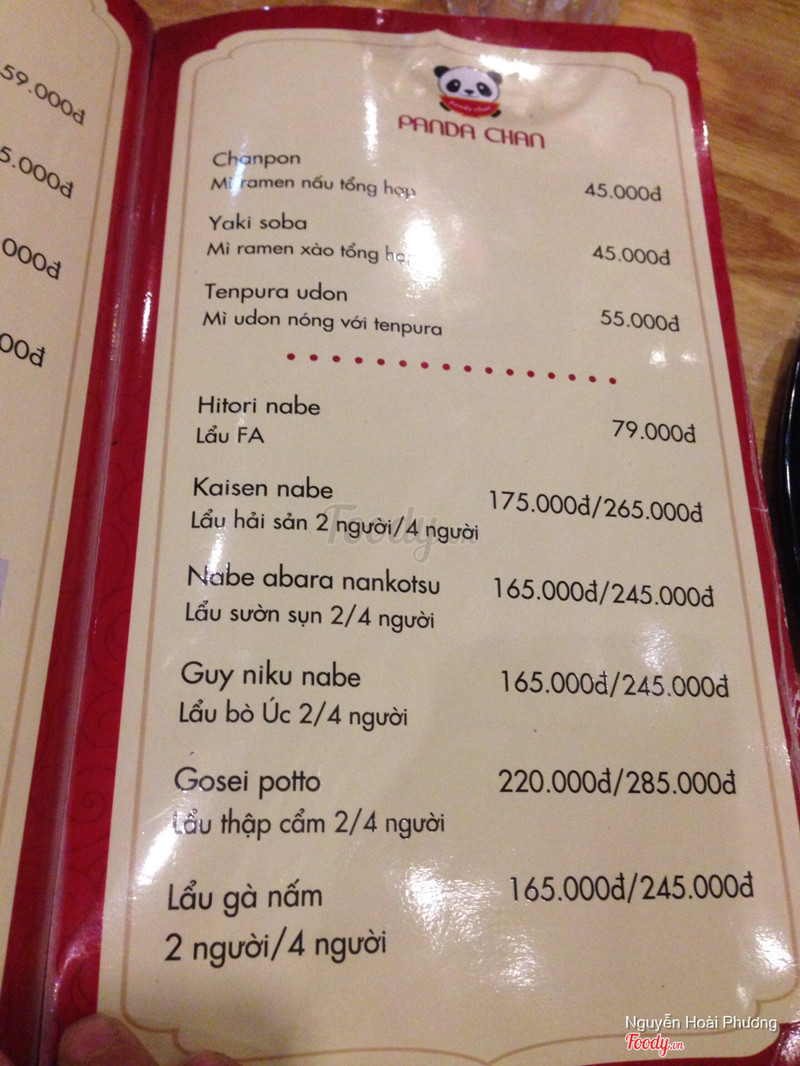 59.000đ
5.000đ
000đ
00đ
Panda chan
PANDA CHAN
Chanpon
Mì ramen nấu tổng hợp
45.000đ
Yaki soba
Mì ramen xào tổng hợp
45.000đ
Tenpura udon
Mì udon nóng với tenpura
55.000đ
Hitori nabe
Lẩu FA
79.000đ
Kaisen nabe
Lẩu hải sản 2 người/4 người
175.000đ/265.000đ
Nabe abara nankotsu
Lẩu sườn sụn 2/4 người
165.000đ/245.000đ
Guy niku nabe
Lẩu bò Úc 2/4 người
165.000đ/245.000đ
Gosei potto
Lẩu thập cẩm 2/4 người
220.000đ/285.000đ
Lẩu gà nấm
2 người/4 người
165.000đ/245.000đ
Foody.vn
Nguyễn Hoài Phương
Foody.vn